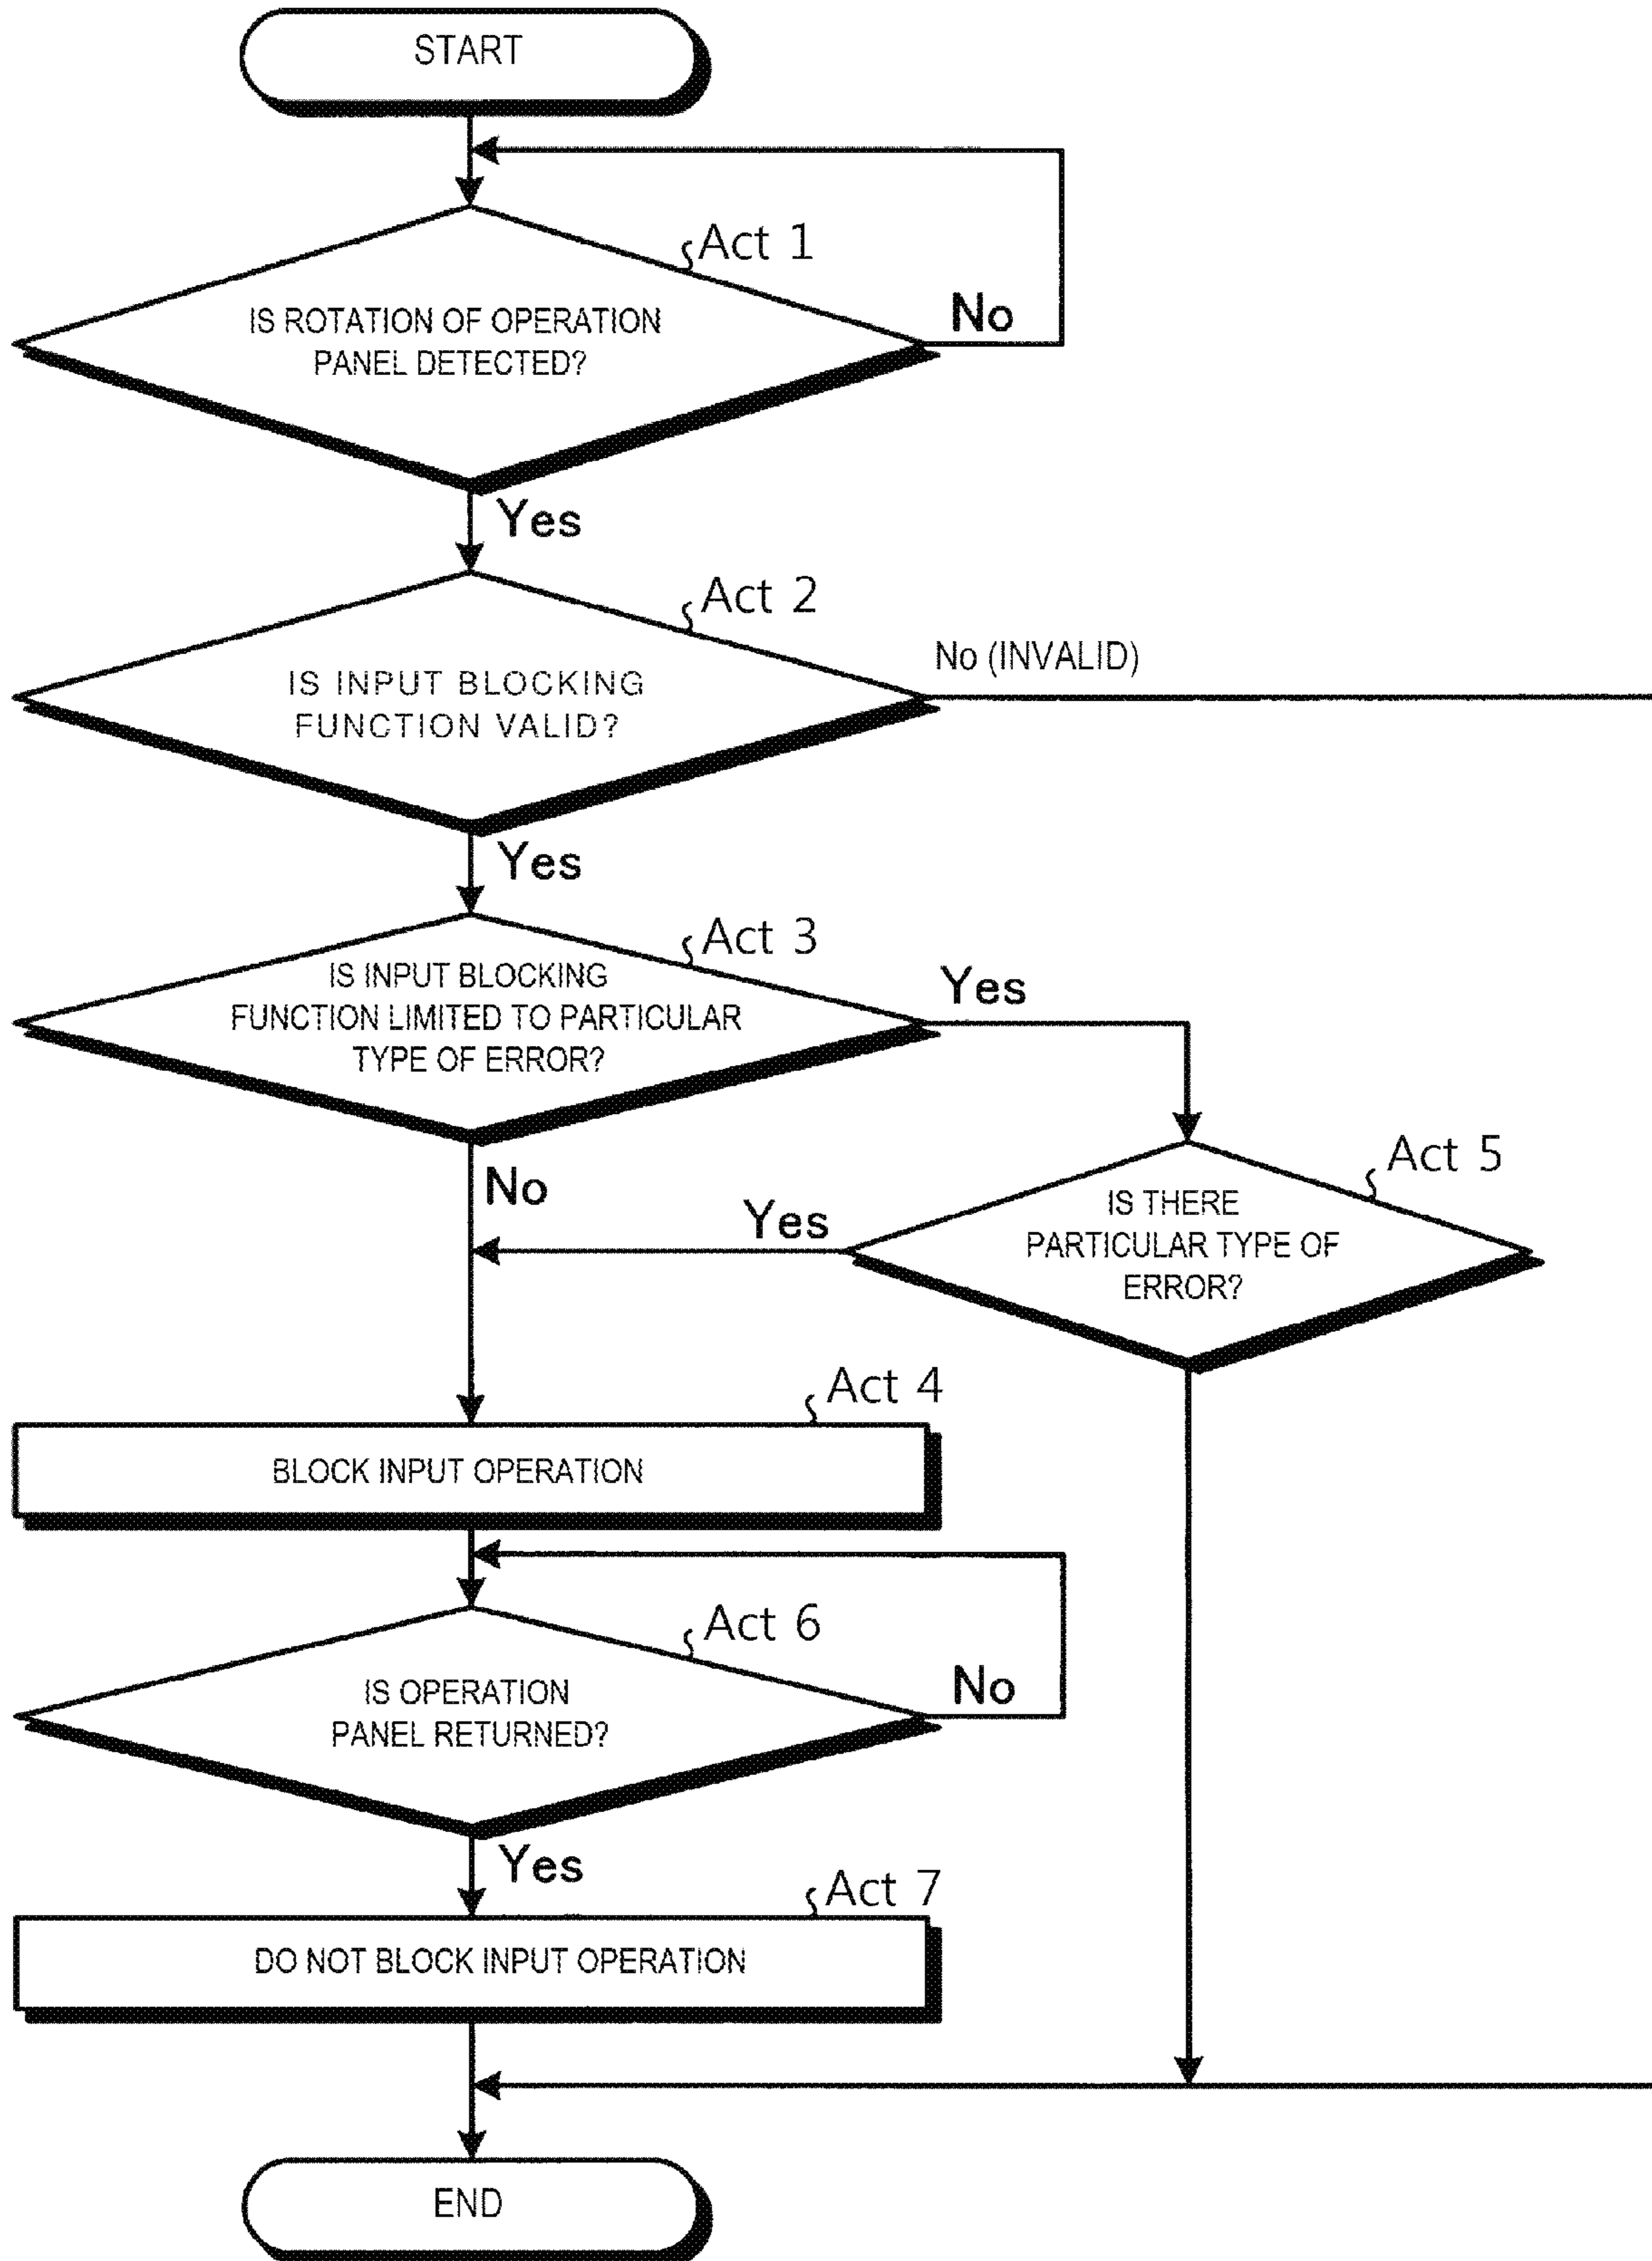 START
Act 1
IS ROTATION OF OPERATION
PANEL DETECTED?
No
Yes
Act 2
IS INPUT BLOCKING
FUNCTION VALID?
No (INVALID)
Yes
Act 3
IS INPUT BLOCKING
FUNCTION LIMITED TO PARTICULAR
TYPE OF ERROR?
Yes
No
Act 5
IS THERE
PARTICULAR TYPE OF
ERROR?
Yes
Act 4
BLOCK INPUT OPERATION
Act 6
IS OPERATION
PANEL RETURNED?
No
Yes
Act 7
DO NOT BLOCK INPUT OPERATION
END